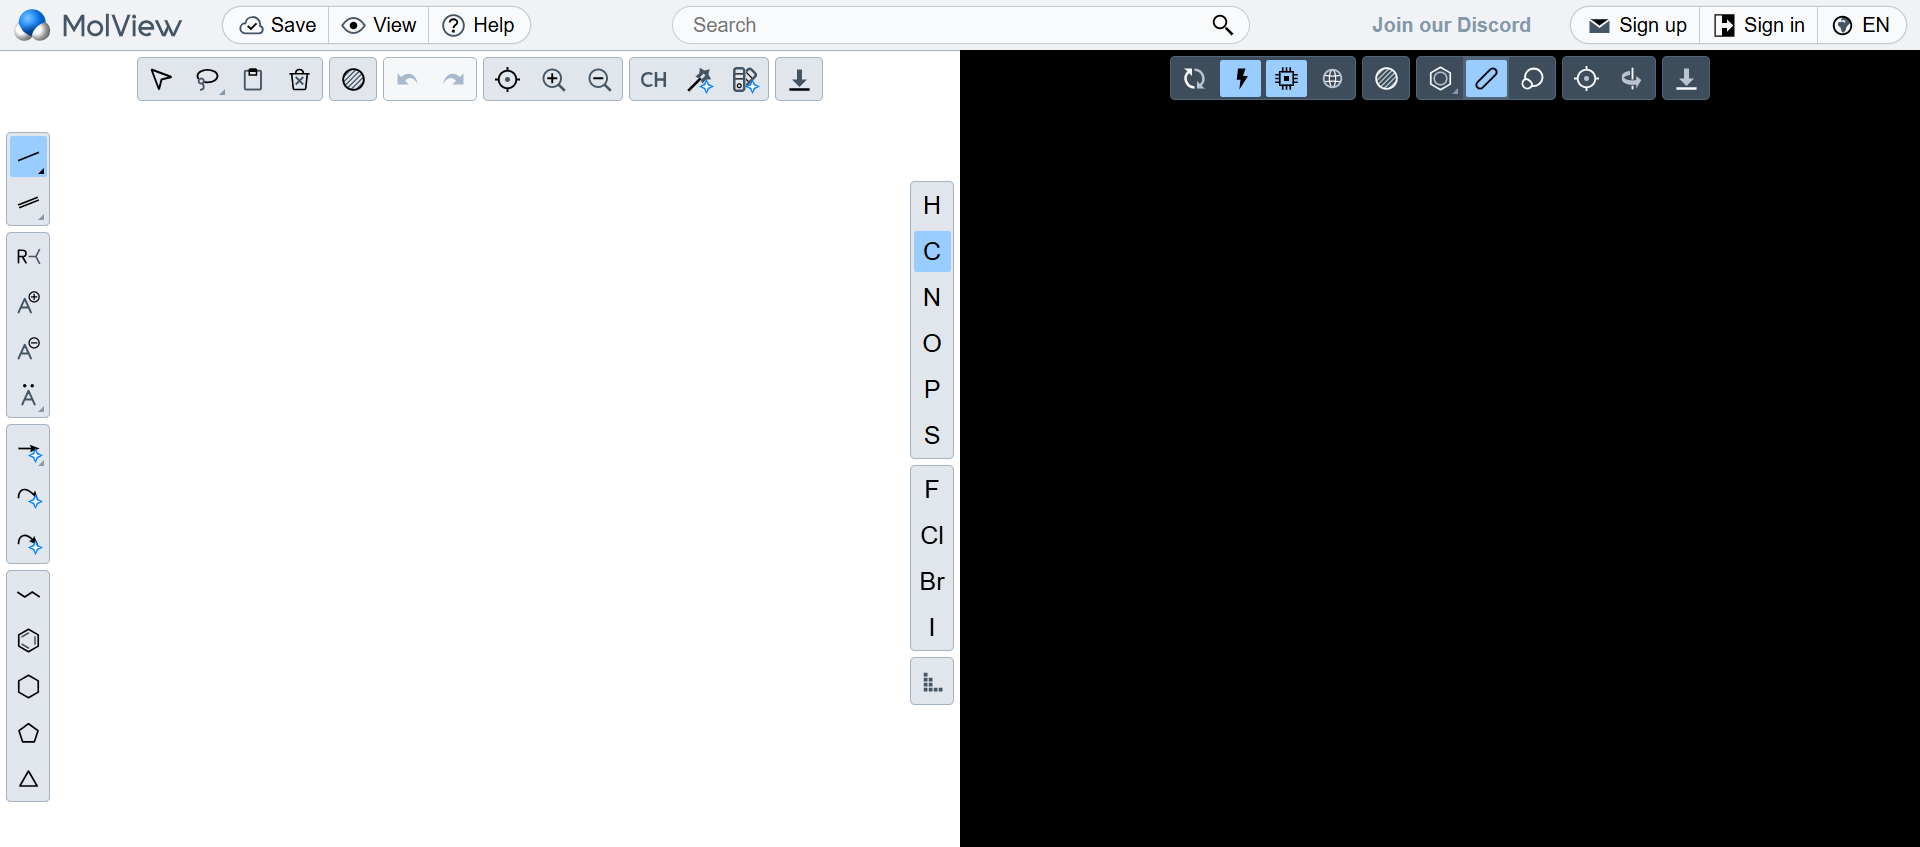 MolView
Save
View
Help
Search
Join our Discord
Sign up
Sign in
EN
CH
R
A
A
Ä
H
C
N
O
P
S
F
Cl
Br
I